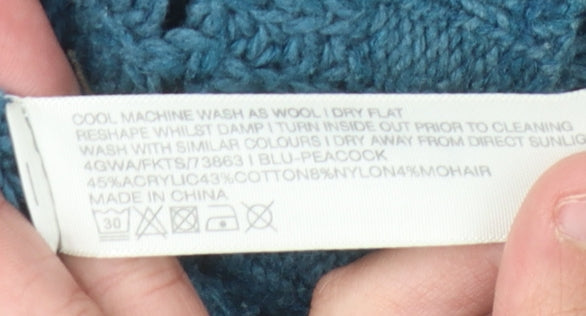 COOL MACHINE WASH AS WOOL | DRY FLAT
RESHAPE WHILST DAMP | TURN INSIDE OUT PRIOR TO CLEANING
WASH WITH SIMILAR COLOURS | DRY AWAY FROM DIRECT SUNLIG
4GWA/FKTS/73863 | BLU-PEACOCK
45%ACRYLIC43%COTTON8%NYLON4%MOHAIR
MADE IN CHINA
30